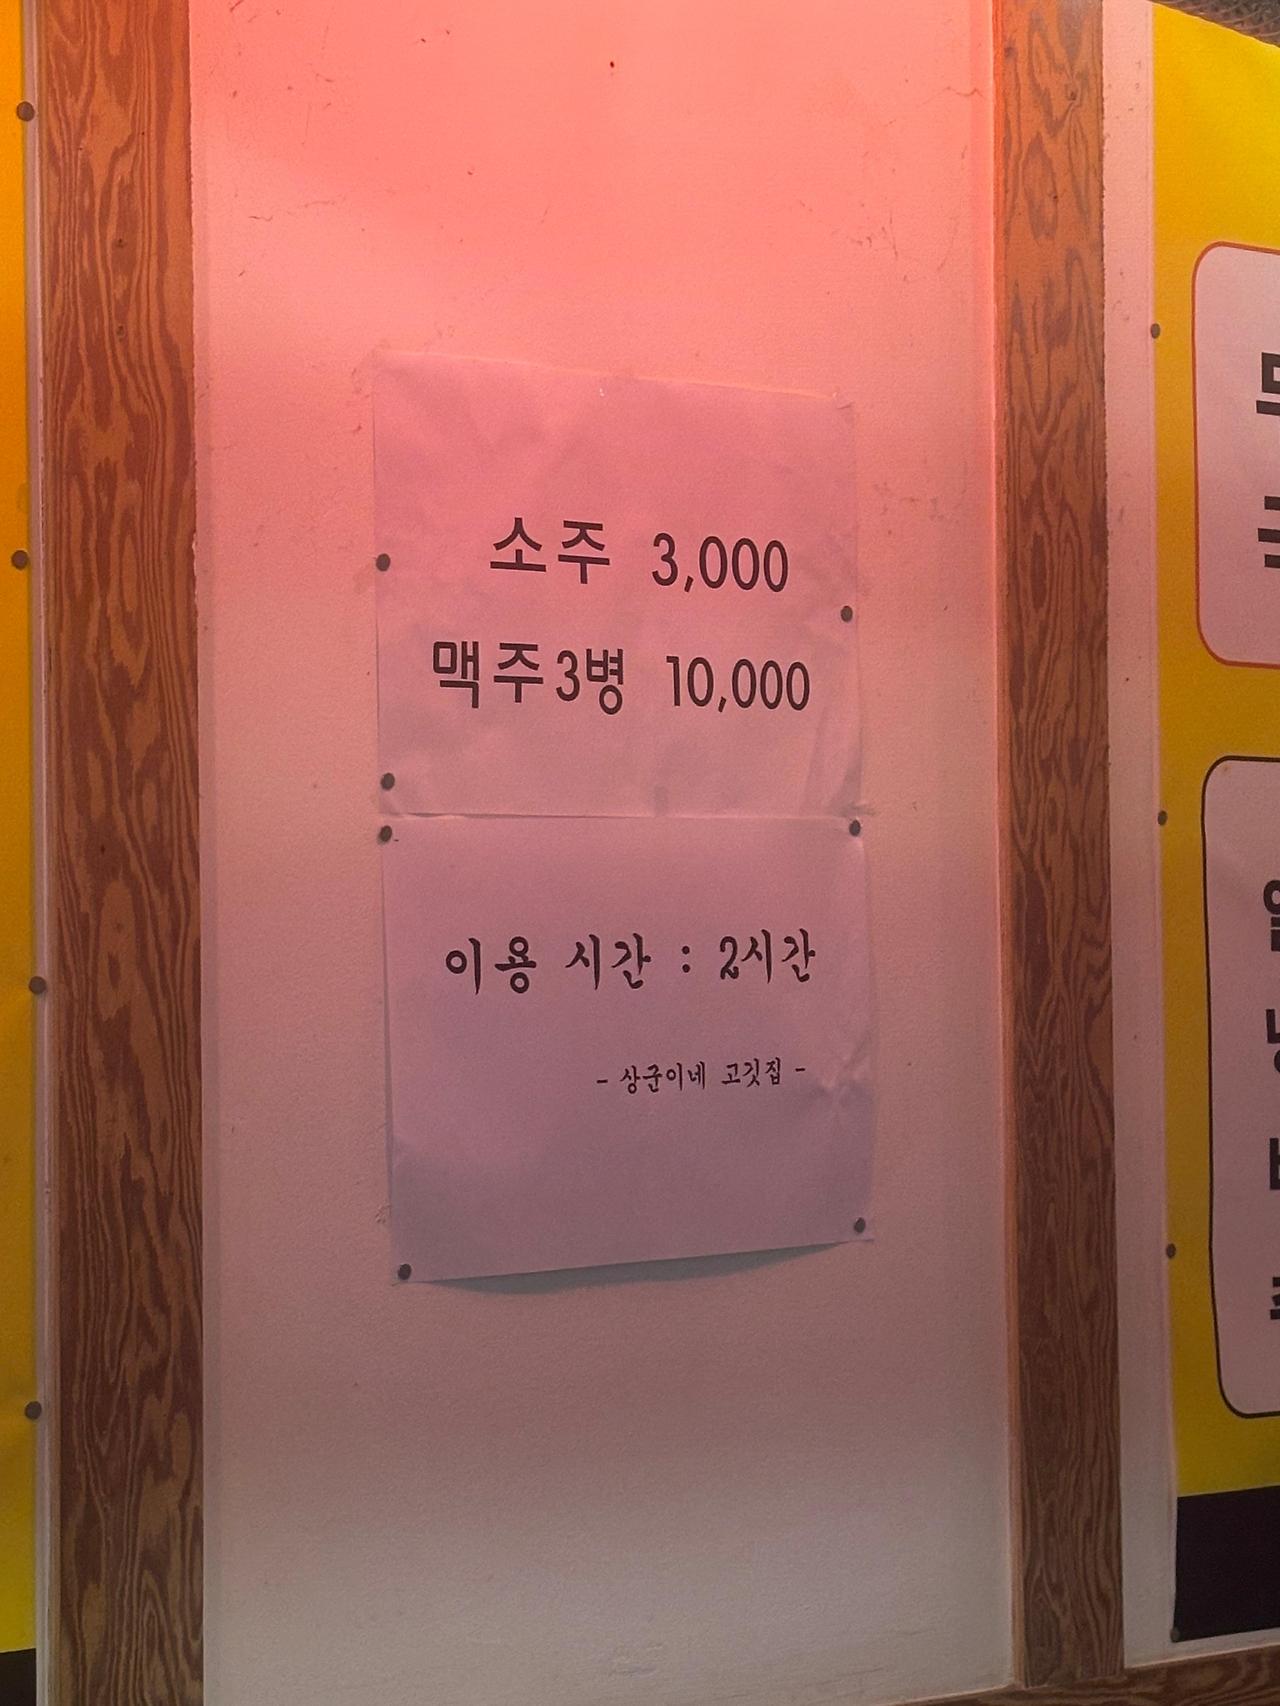 소주 3,000
맥주3병 10,000
이용 시간 : 2시간
- 상군이네 고깃집 -